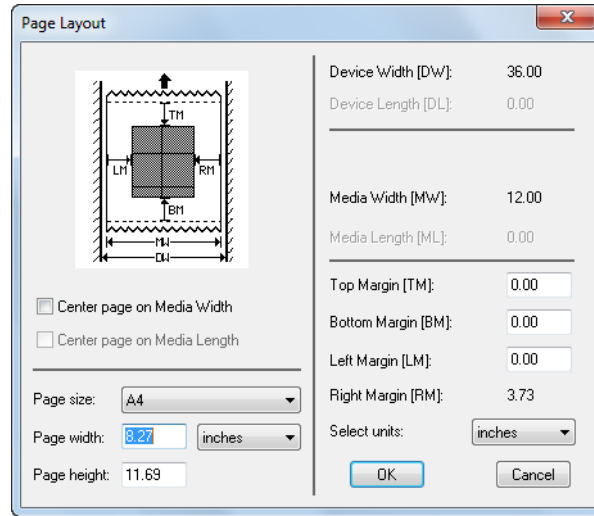 Page Layout
TM
LM
RM
BM
MW
DW
Center page on Media Width
Center page on Media Length
Page size: A4
Page width: 8.27 inches
Page height: 11.69
Device Width [DW]: 36.00
Device Length [DL]: 0.00
Media Width [MW]: 12.00
Media Length [ML]: 0.00
Top Margin [TM]: 0.00
Bottom Margin [BM]: 0.00
Left Margin [LM]: 0.00
Right Margin [RM]: 3.73
Select units: inches
OK Cancel